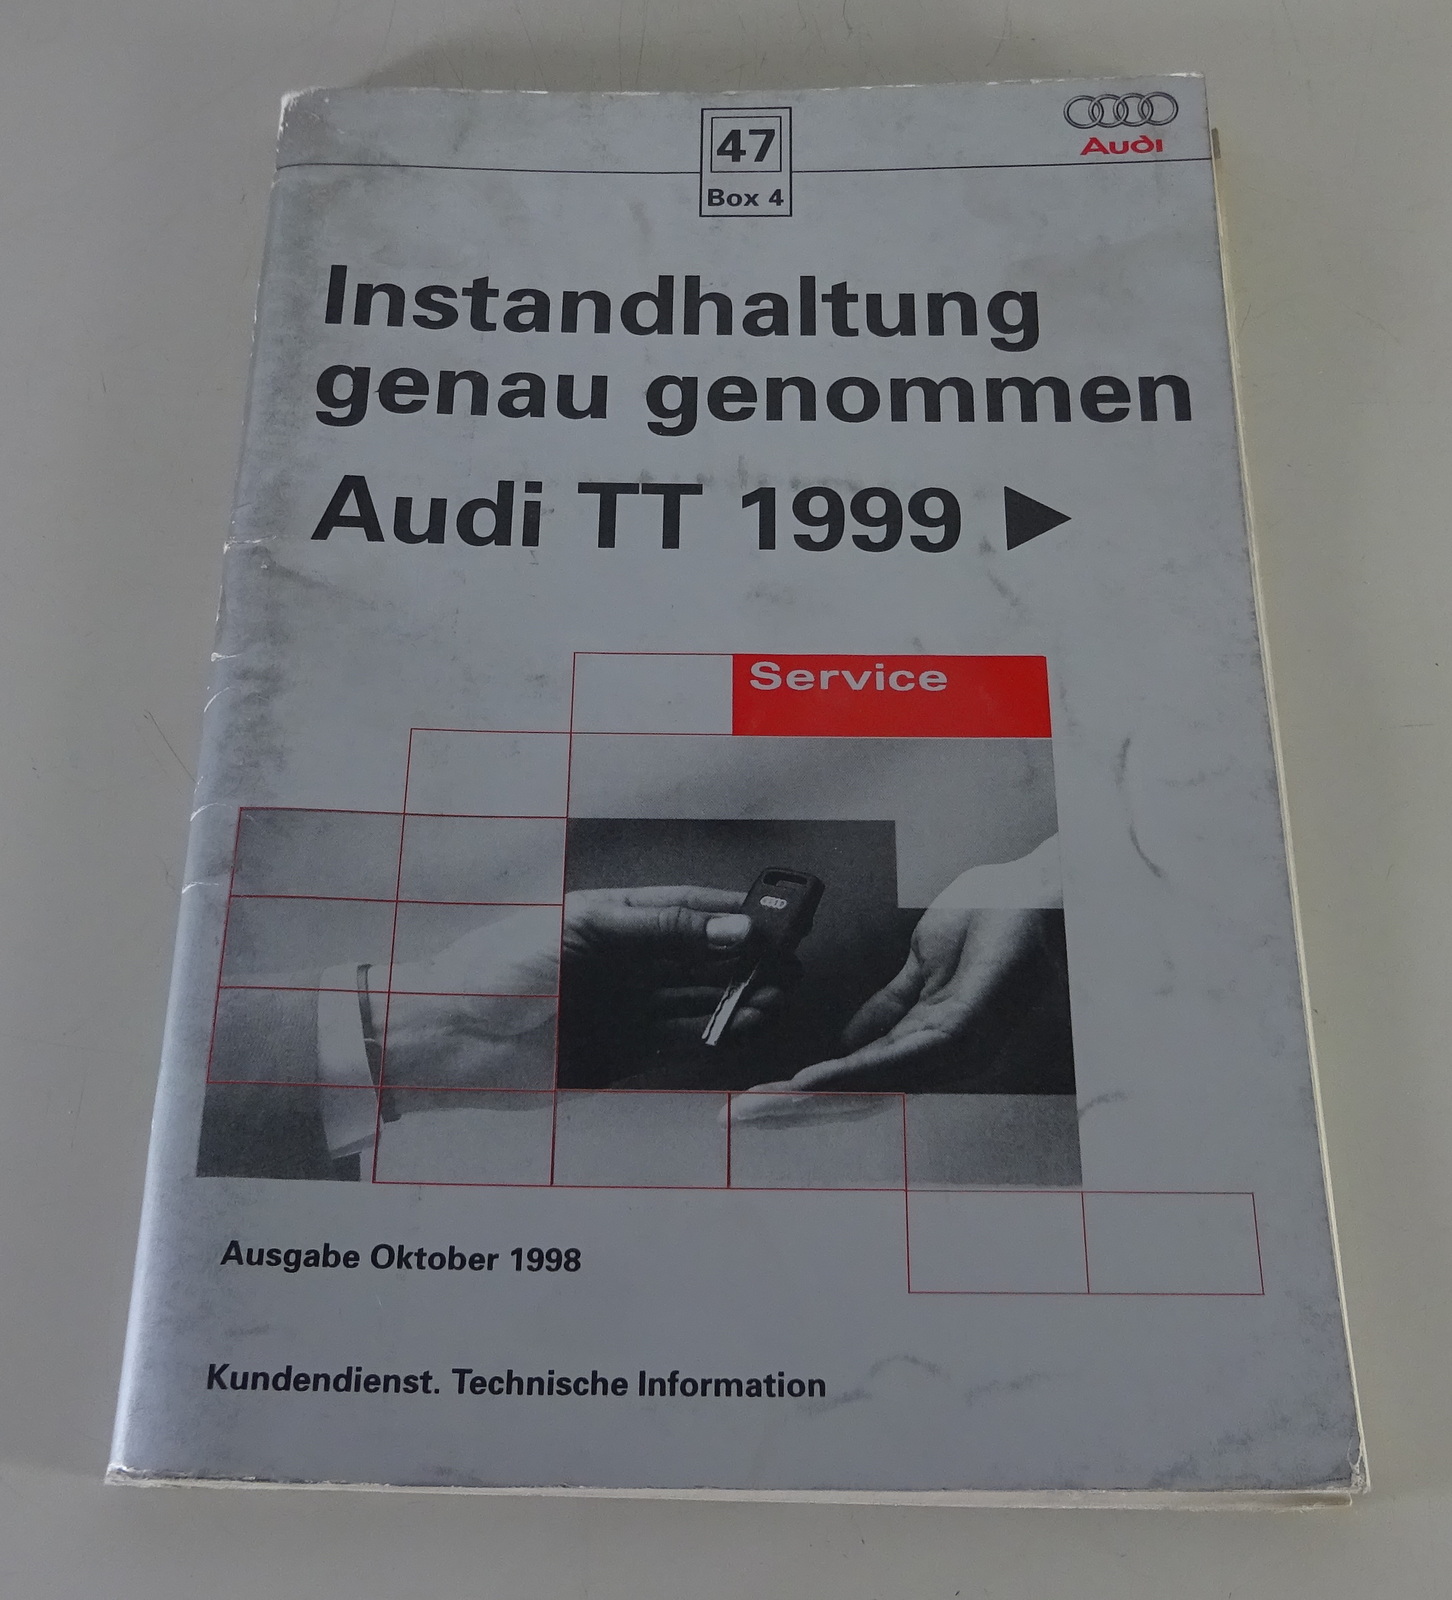 47
Box 4
Audi
Instandhaltung
genau genommen
Audi TT 1999 ▶
Service
Ausgabe Oktober 1998
Kundendienst. Technische Information